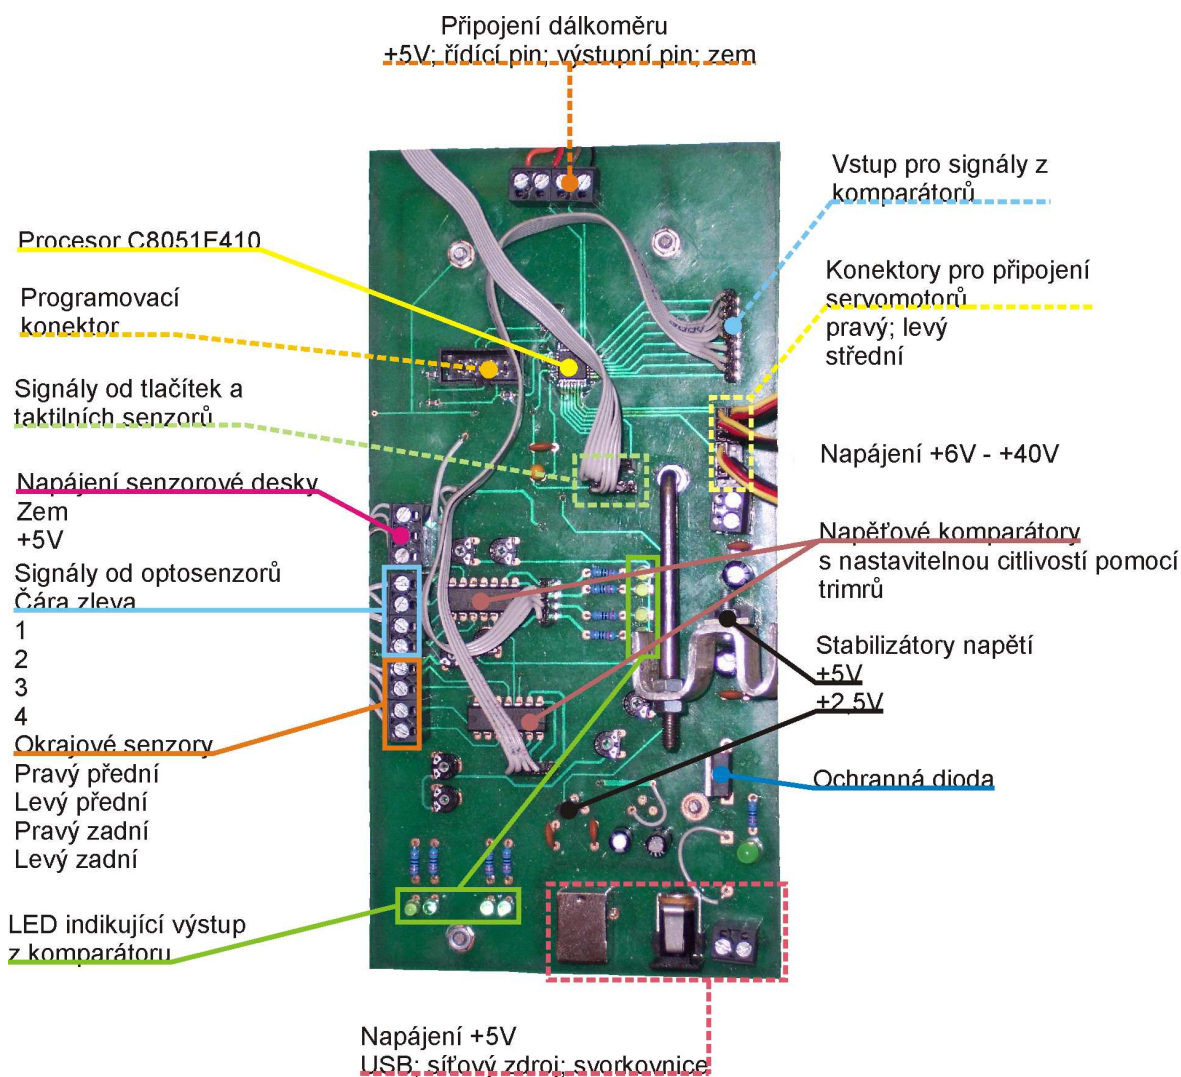 Připojení dálkoměru
+5V; řídící pin; výstupní pin; zem
Vstup pro signály z
komparátorů
Procesor C8051F410
Konektory pro připojení
servomotorů
pravý; levý
střední
Programovací
konektor
Signály od tlačítek a
taktilních senzorů
Napájení +6V - +40V
Napájení senzorové desky
Zem
+5V
Napěťové komparátory
s nastavitelnou citlivostí pomocí
trimrů
Signály od optosenzorů
Čára zleva
1
2
3
4
Stabilizátory napětí
+5V
+2,5V
Okrajové senzory
Pravý přední
Levý přední
Pravý zadní
Levý zadní
Ochranná dioda
LED indikující výstup
z komparátoru
Napájení +5V
USB; síťový zdroj; svorkovnice